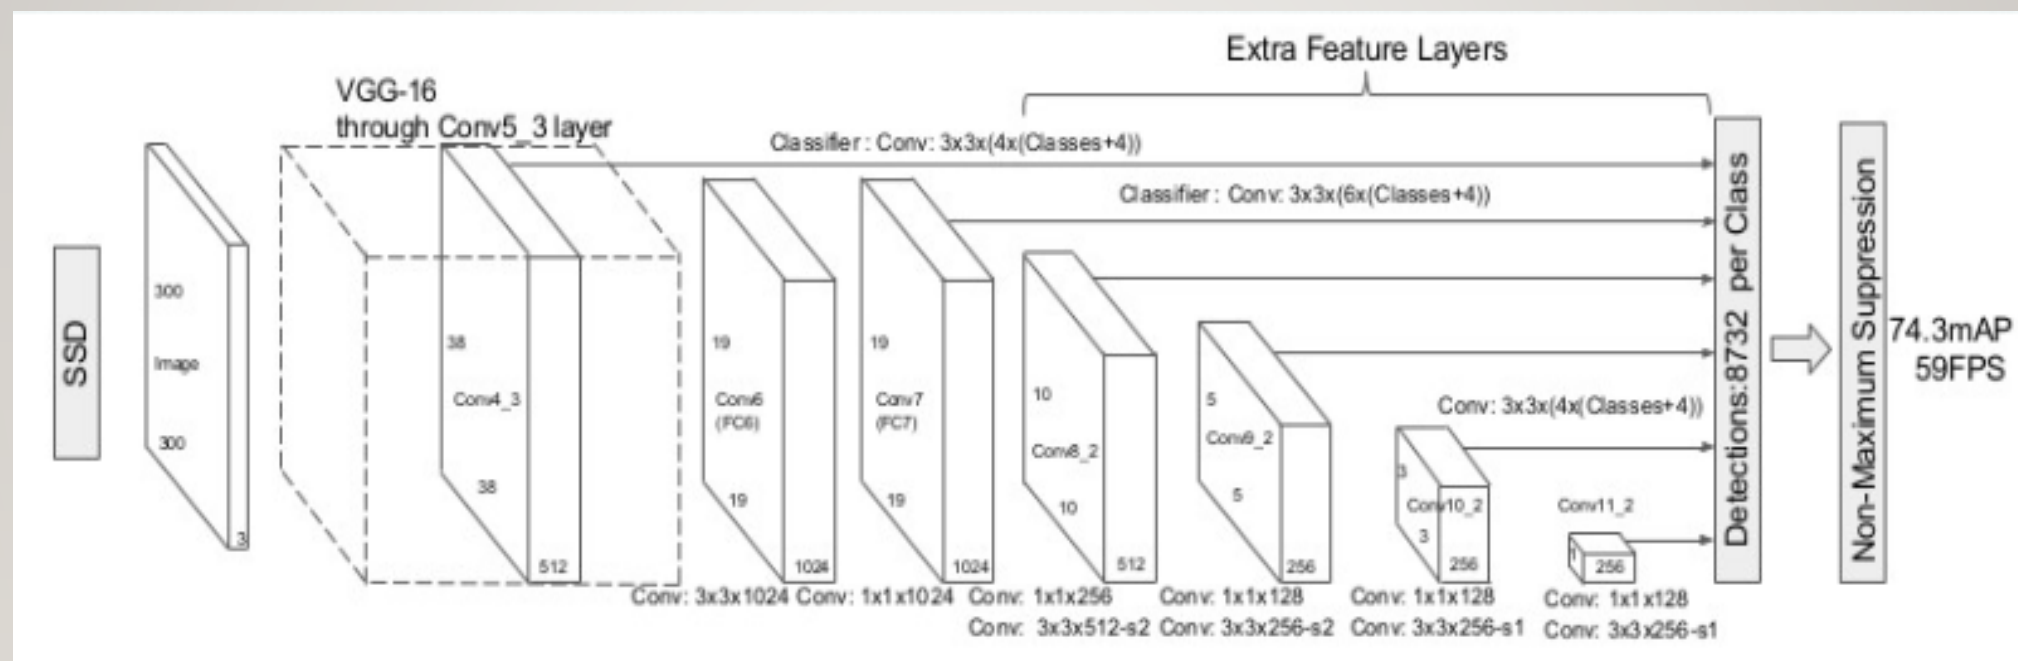 Extra Feature Layers
VGG-16
through Conv5_3 layer
Classifier : Conv: 3x3x(4x(Classes+4))
Classifier : Conv: 3x3x(6x(Classes+4))
SSD
300
Image
300
3
38
Conv4_3
38
512
19
Conv6
(FC6)
19
1024
19
Conv7
(FC7)
19
1024
10
Conv8_2
10
512
5
Conv9_2
5
256
Conv: 3x3x(4x(Classes+4))
3
Conv10_2
3
256
Conv11_2
1
256
Detections:8732 per Class
Non-Maximum Suppression
74.3mAP
59FPS
Conv: 3x3x1024 Conv: 1x1x1024 Conv: 1x1x256 Conv: 1x1x128 Conv: 1x1x128 Conv: 1x1x128
Conv: 3x3x512-s2 Conv: 3x3x256-s2 Conv: 3x3x256-s1 Conv: 3x3x256-s1